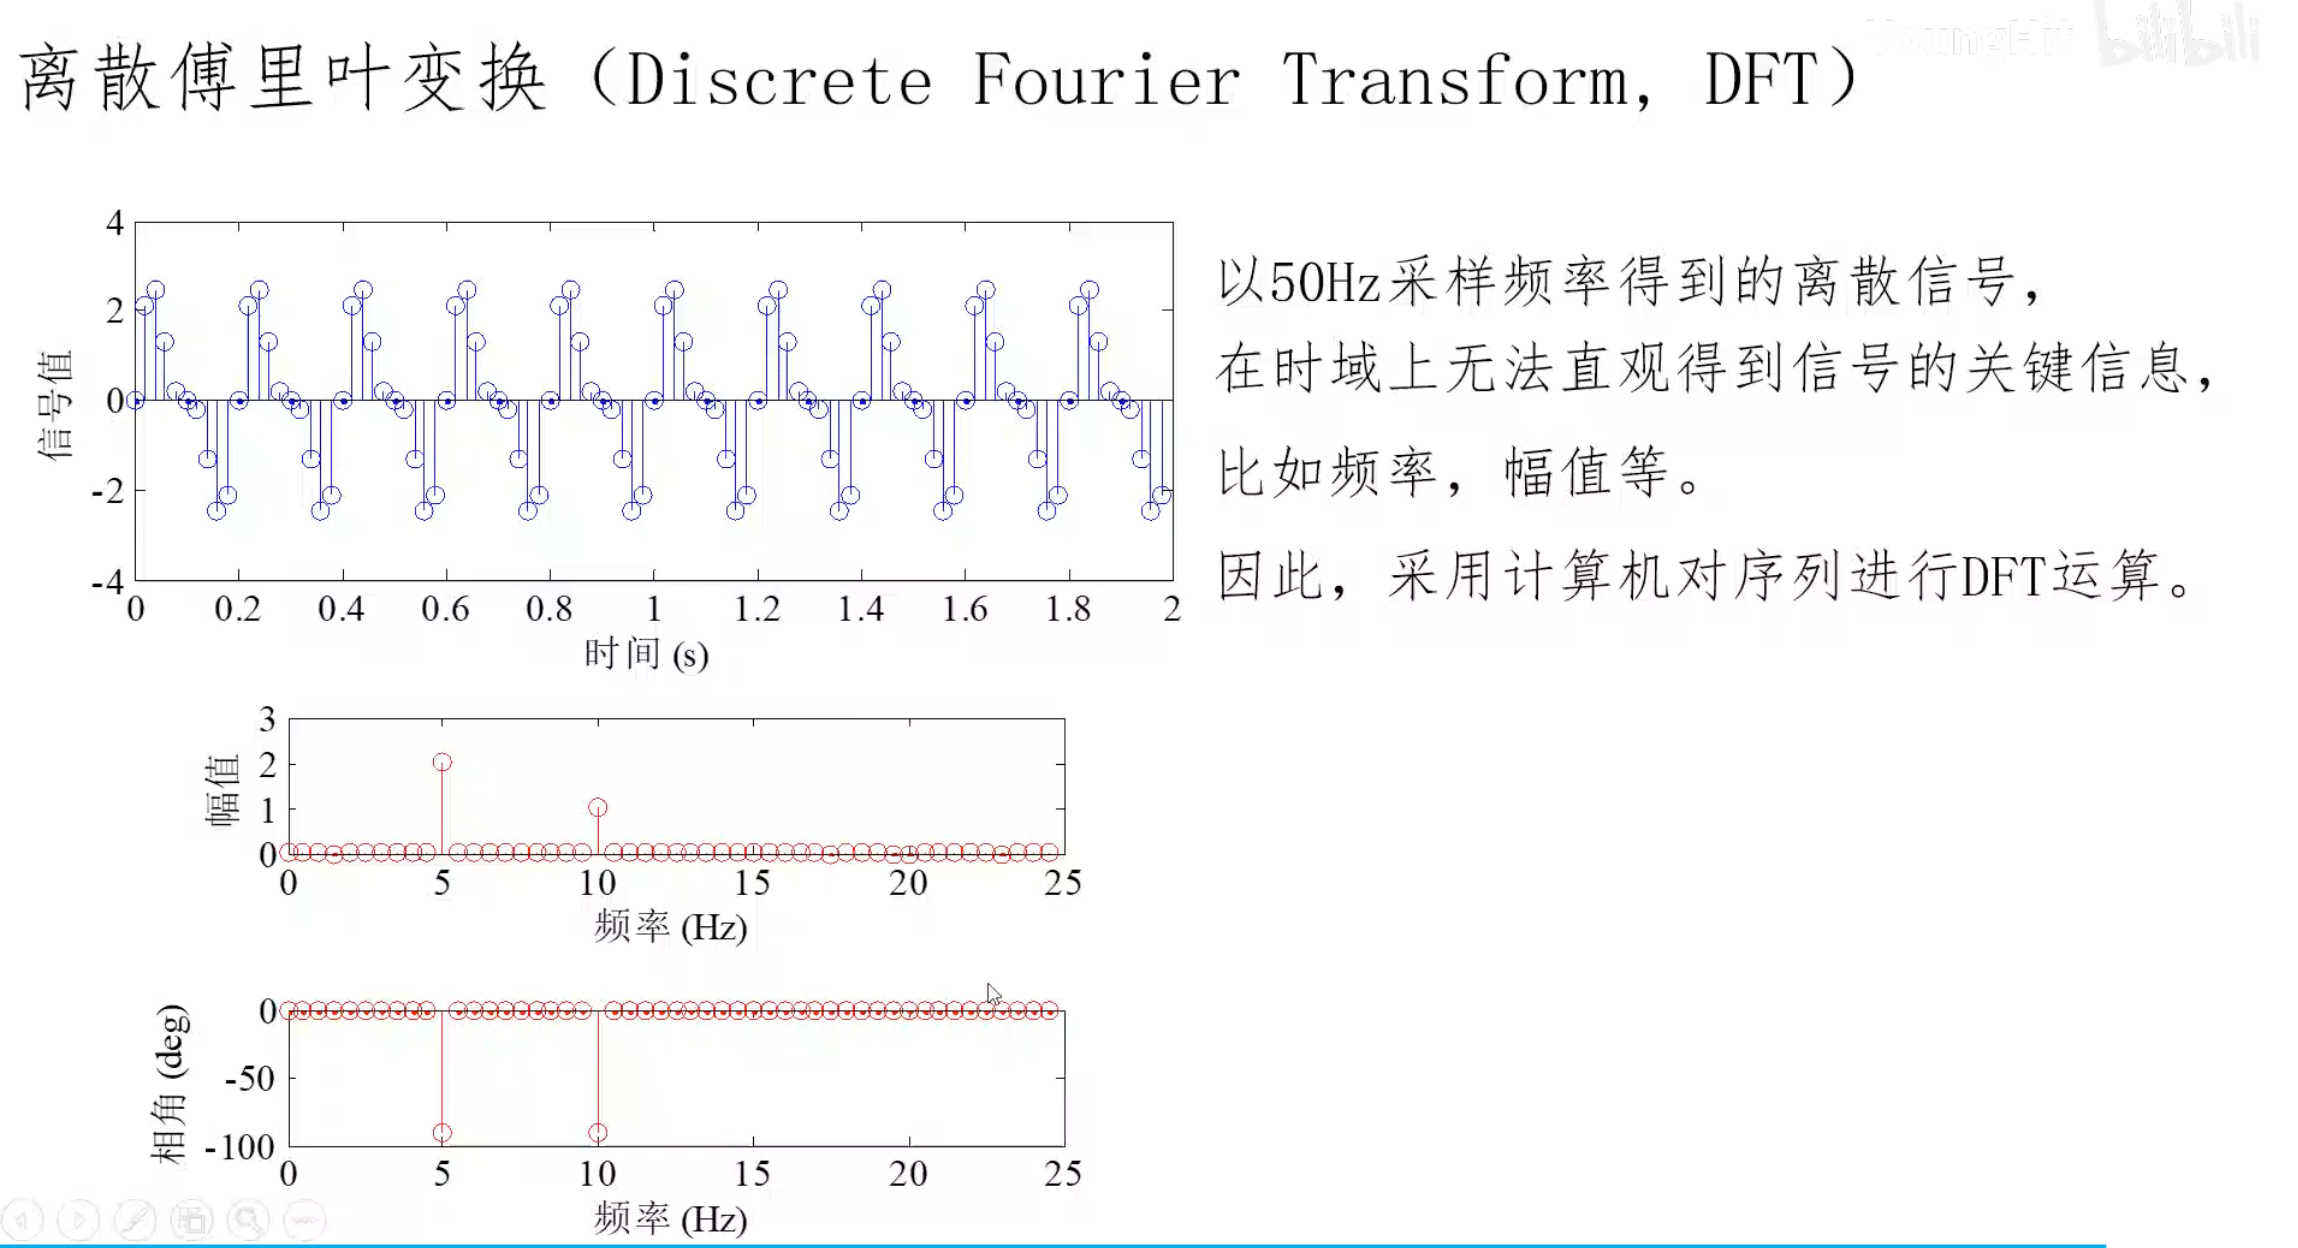 离散傅里叶变换（Discrete Fourier Transform, DFT）
YoungHit bilibili
4
2
0
-2
-4
信号值
0 0.2 0.4 0.6 0.8 1 1.2 1.4 1.6 1.8 2
时间 (s)
以50Hz采样频率得到的离散信号，
在时域上无法直观得到信号的关键信息，
比如频率，幅值等。
因此，采用计算机对序列进行DFT运算。
3
2
1
0
幅值
0 5 10 15 20 25
频率 (Hz)
0
-50
-100
相角 (deg)
0 5 10 15 20 25
频率 (Hz)